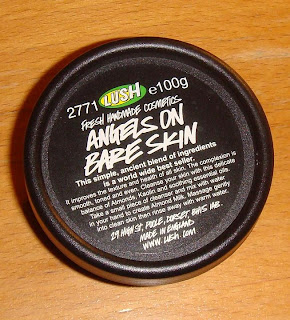 2771 LUSH e100g
FRESH HANDMADE COSMETICS
ANGELS ON
BARE SKIN
This simple, ancient blend of ingredients
is a world wide best seller.
It improves the texture and health of all skin. The complexion is
smooth, toned and even. Cleanse your skin with this delicate
balance of Almonds, Kaolin and soothing essential oils.
Take a small piece of cleanser and mix with water
in your hand to create Almond Milk. Massage gently
into clean skin then rinse away with warm water.
29 HIGH ST, POOLE, DORSET, BH15 1AB.
MADE IN ENGLAND
WWW.LUSH.COM